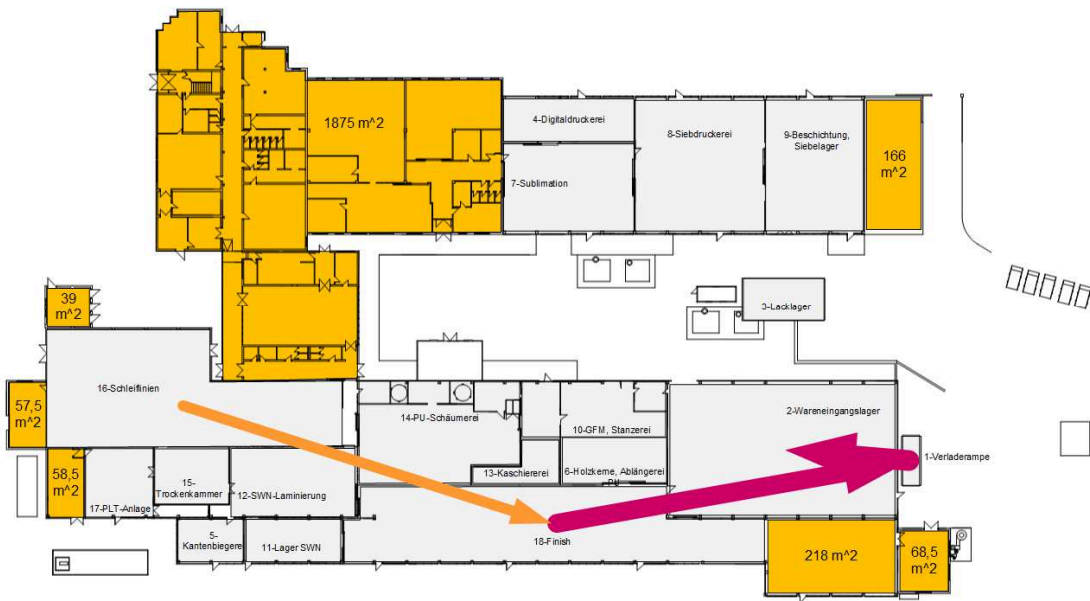 1875 m^2
4-Digitaldruckerei
8-Siebdruckerei
9-Beschichtung,
Siebelager
166
m^2
7-Sublimation
39
m^2
3-Lacklager
16-Schleiflinien
57,5
m^2
14-PU-Schäumerei
2-Wareneingangslager
10-GFM, Stanzerei
1-Verladerampe
13-Kaschiererei
6-Holzkerne, Ablängerei
PU
58,5
m^2
15-
Trockenkammer
12-SWN-Laminierung
17-PLT-Anlage
5-
Kantenbiegere
11-Lager SWN
18-Finish
218 m^2
68,5
m^2